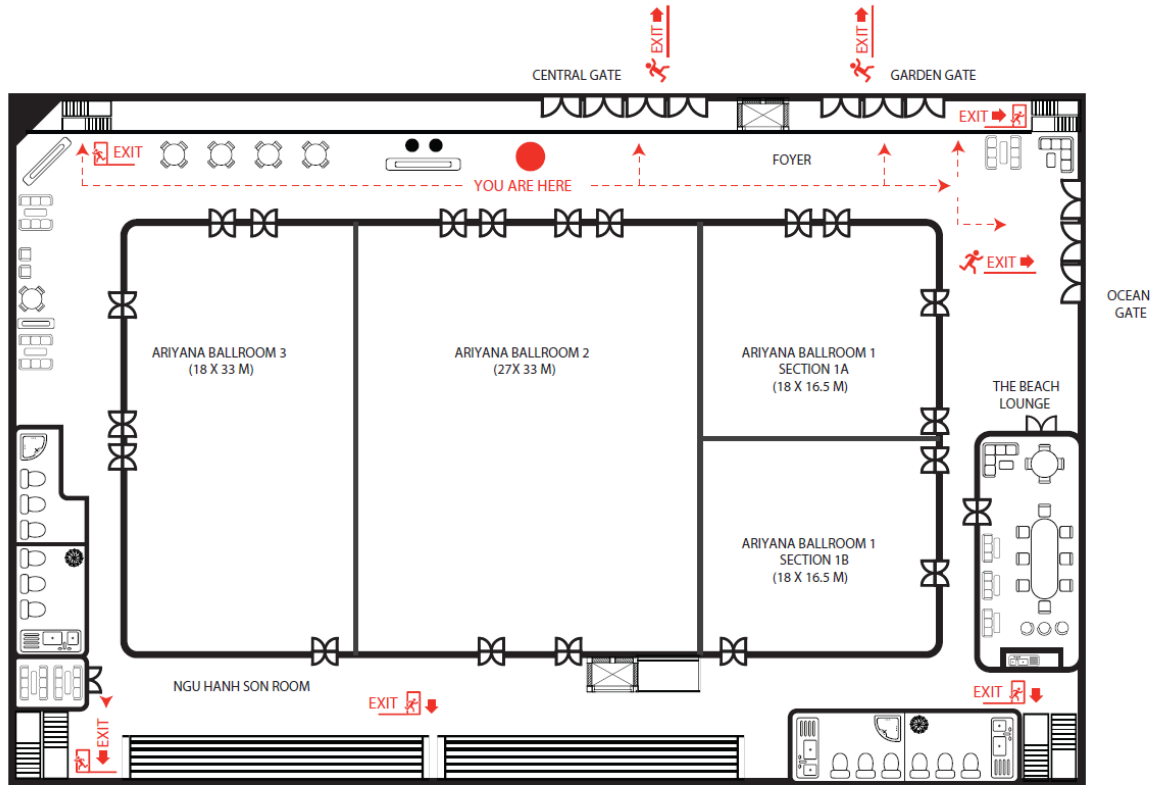 EXIT
EXIT
CENTRAL GATE
GARDEN GATE
EXIT
EXIT
FOYER
YOU ARE HERE
EXIT
OCEAN
GATE
ARIYANA BALLROOM 3
(18 X 33 M)
ARIYANA BALLROOM 2
(27X 33 M)
ARIYANA BALLROOM 1
SECTION 1A
(18 X 16.5 M)
THE BEACH
LOUNGE
ARIYANA BALLROOM 1
SECTION 1B
(18 X 16.5 M)
NGU HANH SON ROOM
EXIT
EXIT
EXIT